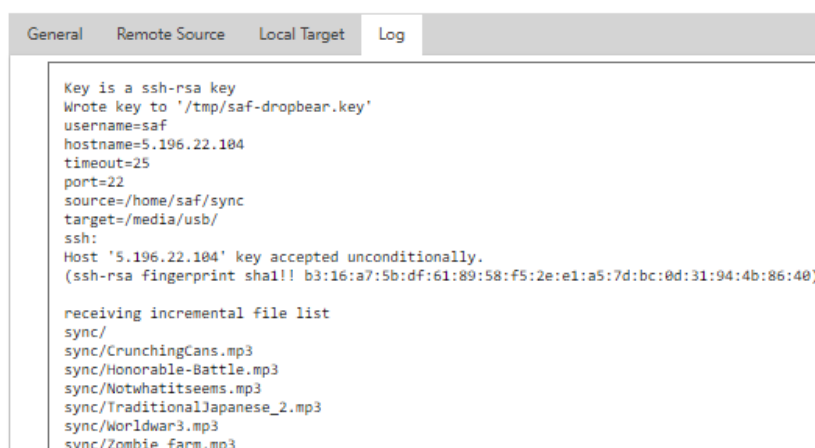 General Remote Source Local Target Log
Key is a ssh-rsa key
Wrote key to '/tmp/saf-dropbear.key'
username=saf
hostname=5.196.22.104
timeout=25
port=22
source=/home/saf/sync
target=/media/usb/
ssh:
Host '5.196.22.104' key accepted unconditionally.
(ssh-rsa fingerprint sha1!! b3:16:a7:5b:df:61:89:58:f5:2e:e1:a5:7d:bc:0d:31:94:4b:86:40)
receiving incremental file list
sync/
sync/CrunchingCans.mp3
sync/Honorable-Battle.mp3
sync/Notwhatitseems.mp3
sync/TraditionalJapanese_2.mp3
sync/Worldwar3.mp3
sync/Zombie_farm.mp3